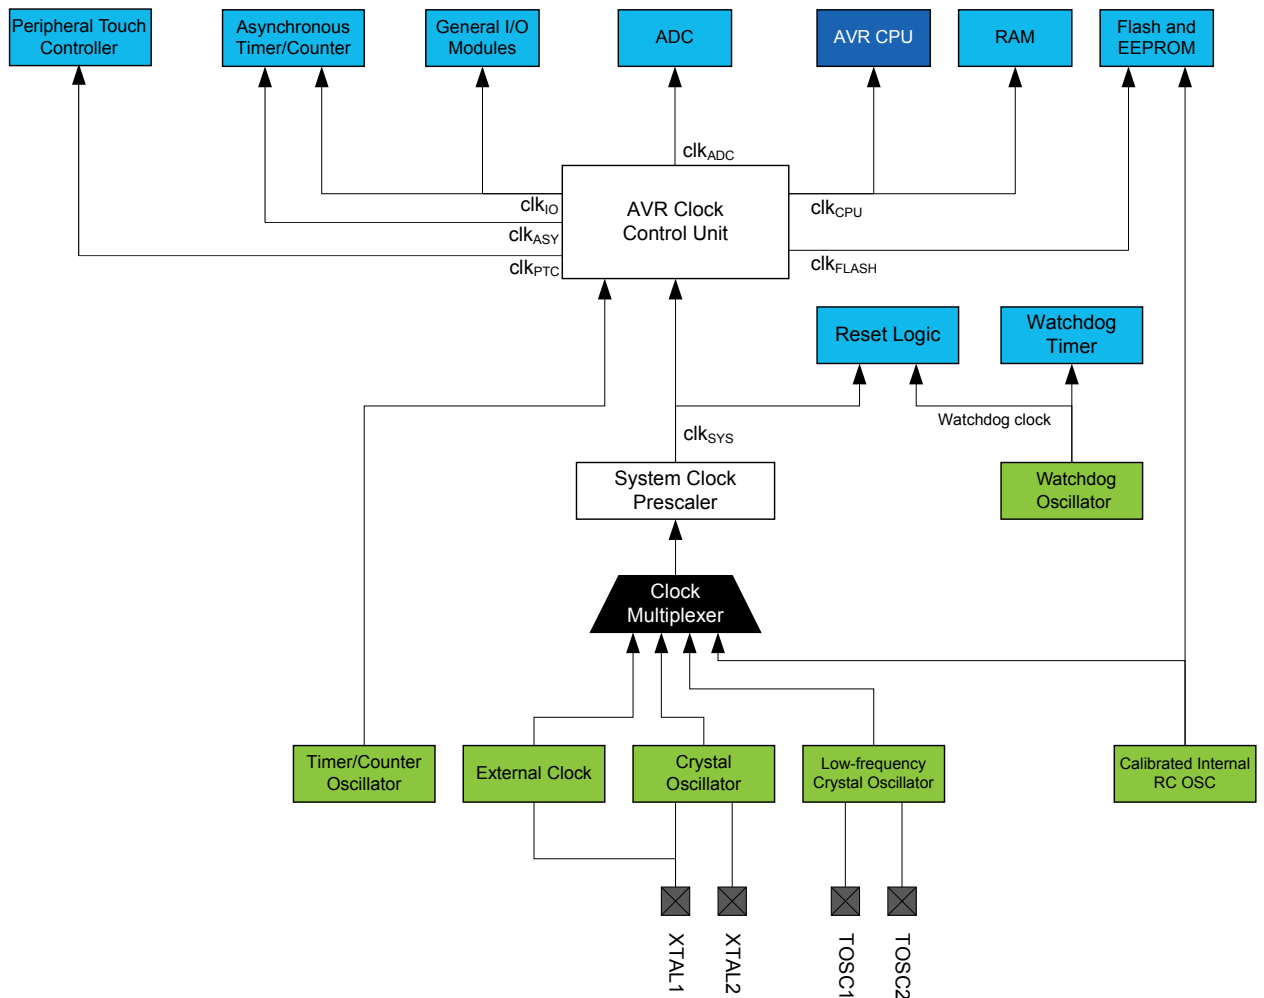 Peripheral Touch
Controller
Asynchronous
Timer/Counter
General I/O
Modules
ADC
AVR CPU
RAM
Flash and
EEPROM
clkADC
clkIO
clkASY
clkPTC
AVR Clock
Control Unit
clkCPU
clkFLASH
Reset Logic
Watchdog
Timer
Watchdog clock
clkSYS
System Clock
Prescaler
Watchdog
Oscillator
Clock
Multiplexer
Timer/Counter
Oscillator
External Clock
Crystal
Oscillator
Low-frequency
Crystal Oscillator
Calibrated Internal
RC OSC
XTAL1
XTAL2
TOSC1
TOSC2